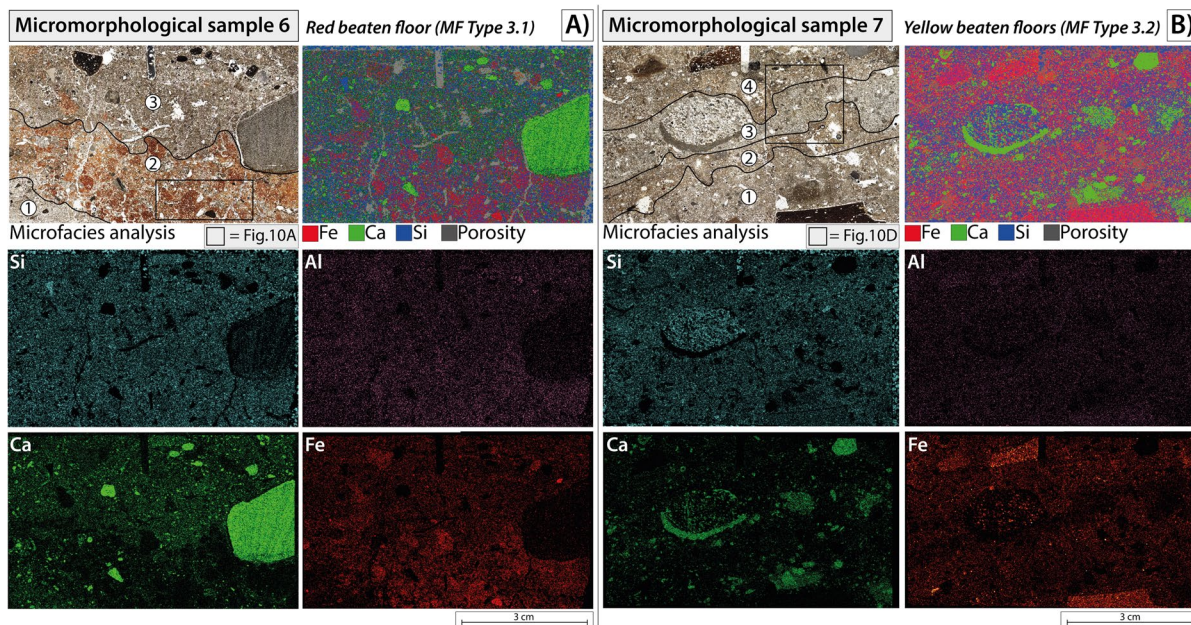 Micromorphological sample 6
Red beaten floor (MF Type 3.1)
A)
3
2
1
Microfacies analysis
= Fig.10A
Fe Ca Si Porosity
Si
Al
Ca
Fe
3 cm
Micromorphological sample 7
Yellow beaten floors (MF Type 3.2)
B)
4
3
2
1
Microfacies analysis
= Fig.10D
Fe Ca Si Porosity
Si
Al
Ca
Fe
3 cm